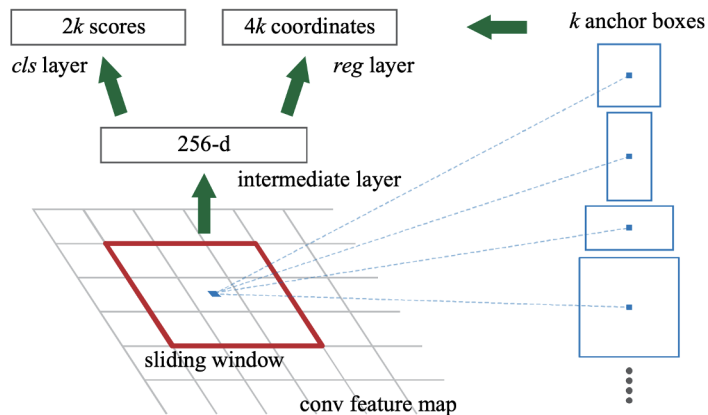 2k scores
4k coordinates
k anchor boxes
cls layer
reg layer
256-d
intermediate layer
sliding window
conv feature map